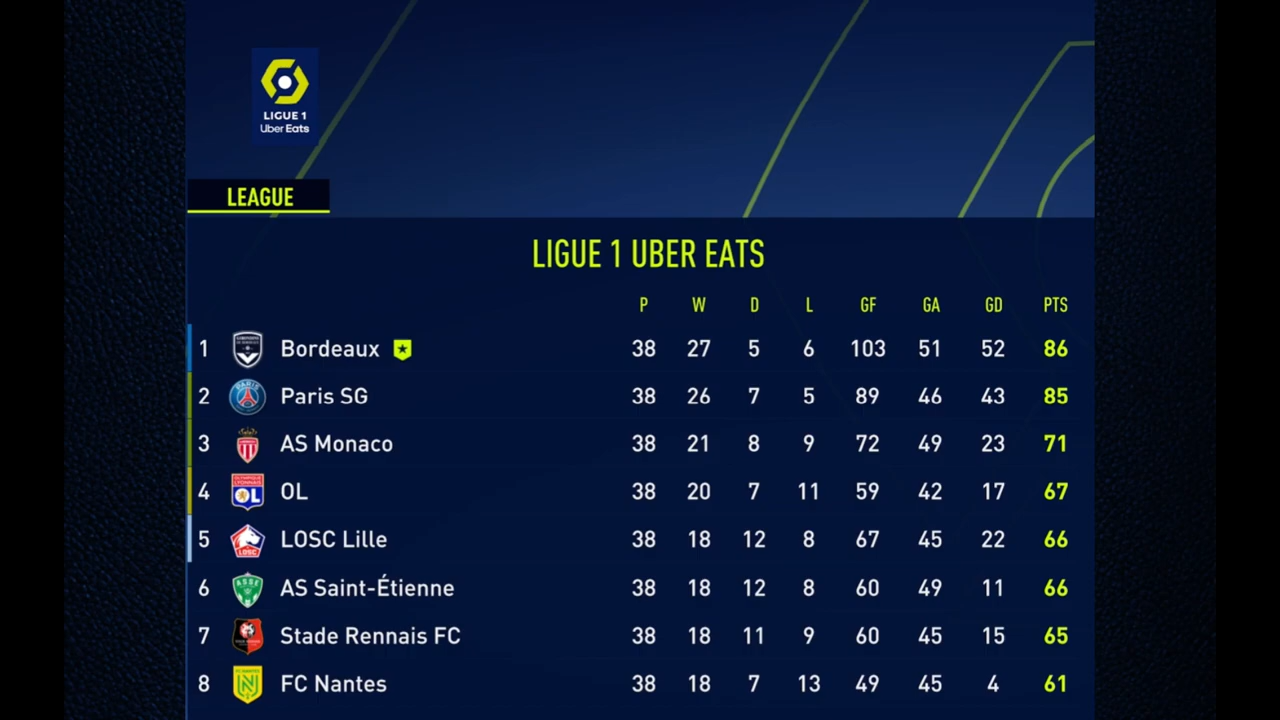 LIGUE 1
Uber Eats
LEAGUE
LIGUE 1 UBER EATS
P W D L GF GA GD PTS
1 Bordeaux 38 27 5 6 103 51 52 86
2 PARIS Paris SG 38 26 7 5 89 46 43 85
3 AS Monaco 38 21 8 9 72 49 23 71
4 OL OL 38 20 7 11 59 42 17 67
5 LOSC LOSC Lille 38 18 12 8 67 45 22 66
6 ASSE AS Saint-Étienne 38 18 12 8 60 49 11 66
7 Stade Rennais FC 38 18 11 9 60 45 15 65
8 FC Nantes 38 18 7 13 49 45 4 61